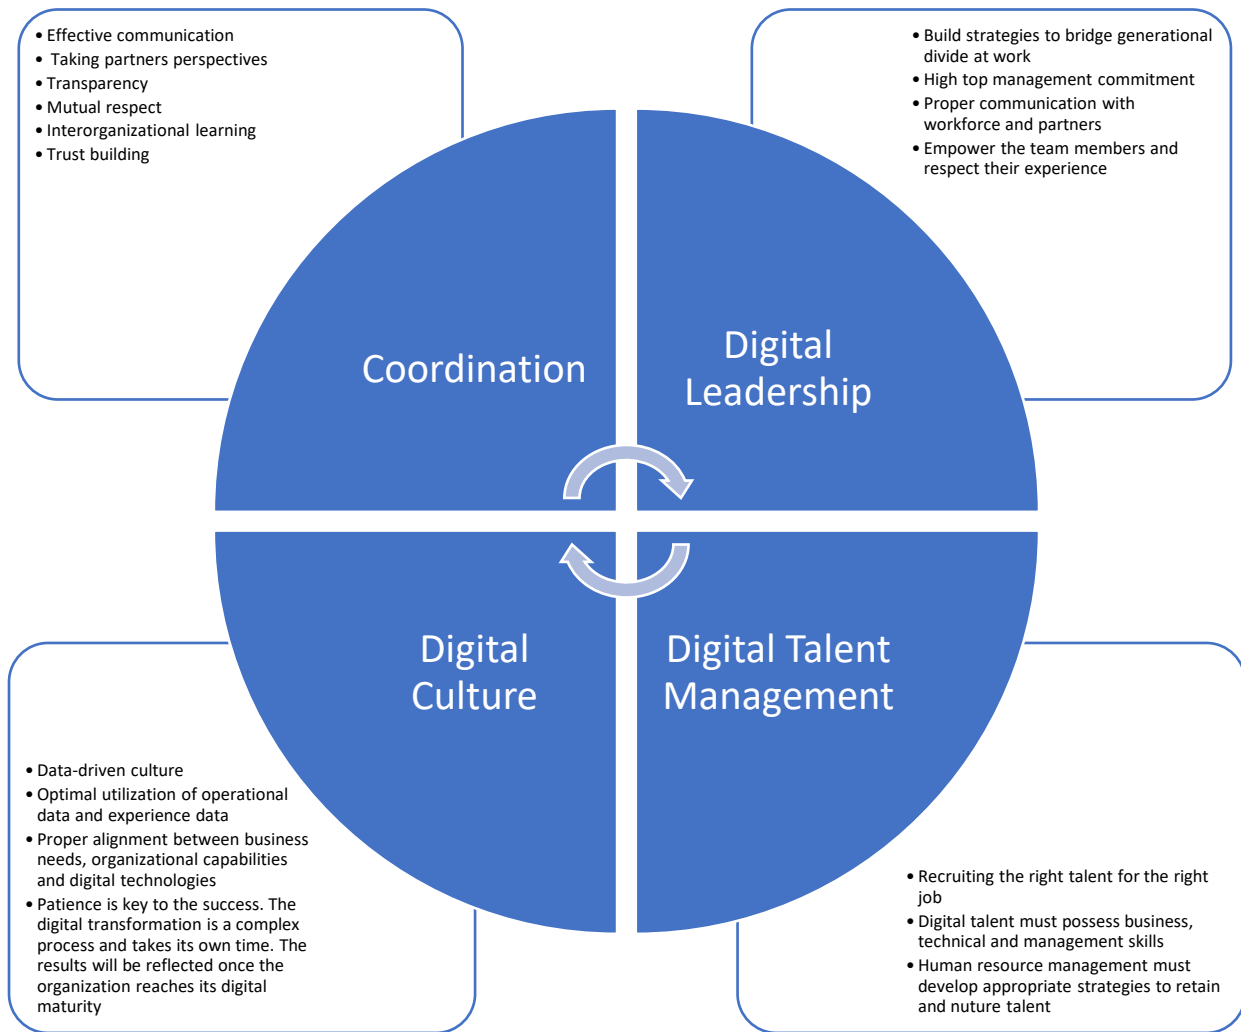 • Effective communication
• Taking partners perspectives
• Transparency
• Mutual respect
• Interorganizational learning
• Trust building
• Build strategies to bridge generational
divide at work
• High top management commitment
• Proper communication with
workforce and partners
• Empower the team members and
respect their experience
Coordination
Digital
Leadership
Digital
Culture
Digital Talent
Management
• Data-driven culture
• Optimal utilization of operational
data and experience data
• Proper alignment between business
needs, organizational capabilities
and digital technologies
• Patience is key to the success. The
digital transformation is a complex
process and takes its own time. The
results will be reflected once the
organization reaches its digital
maturity
• Recruiting the right talent for the right
job
• Digital talent must possess business,
technical and management skills
• Human resource management must
develop appropriate strategies to retain
and nuture talent